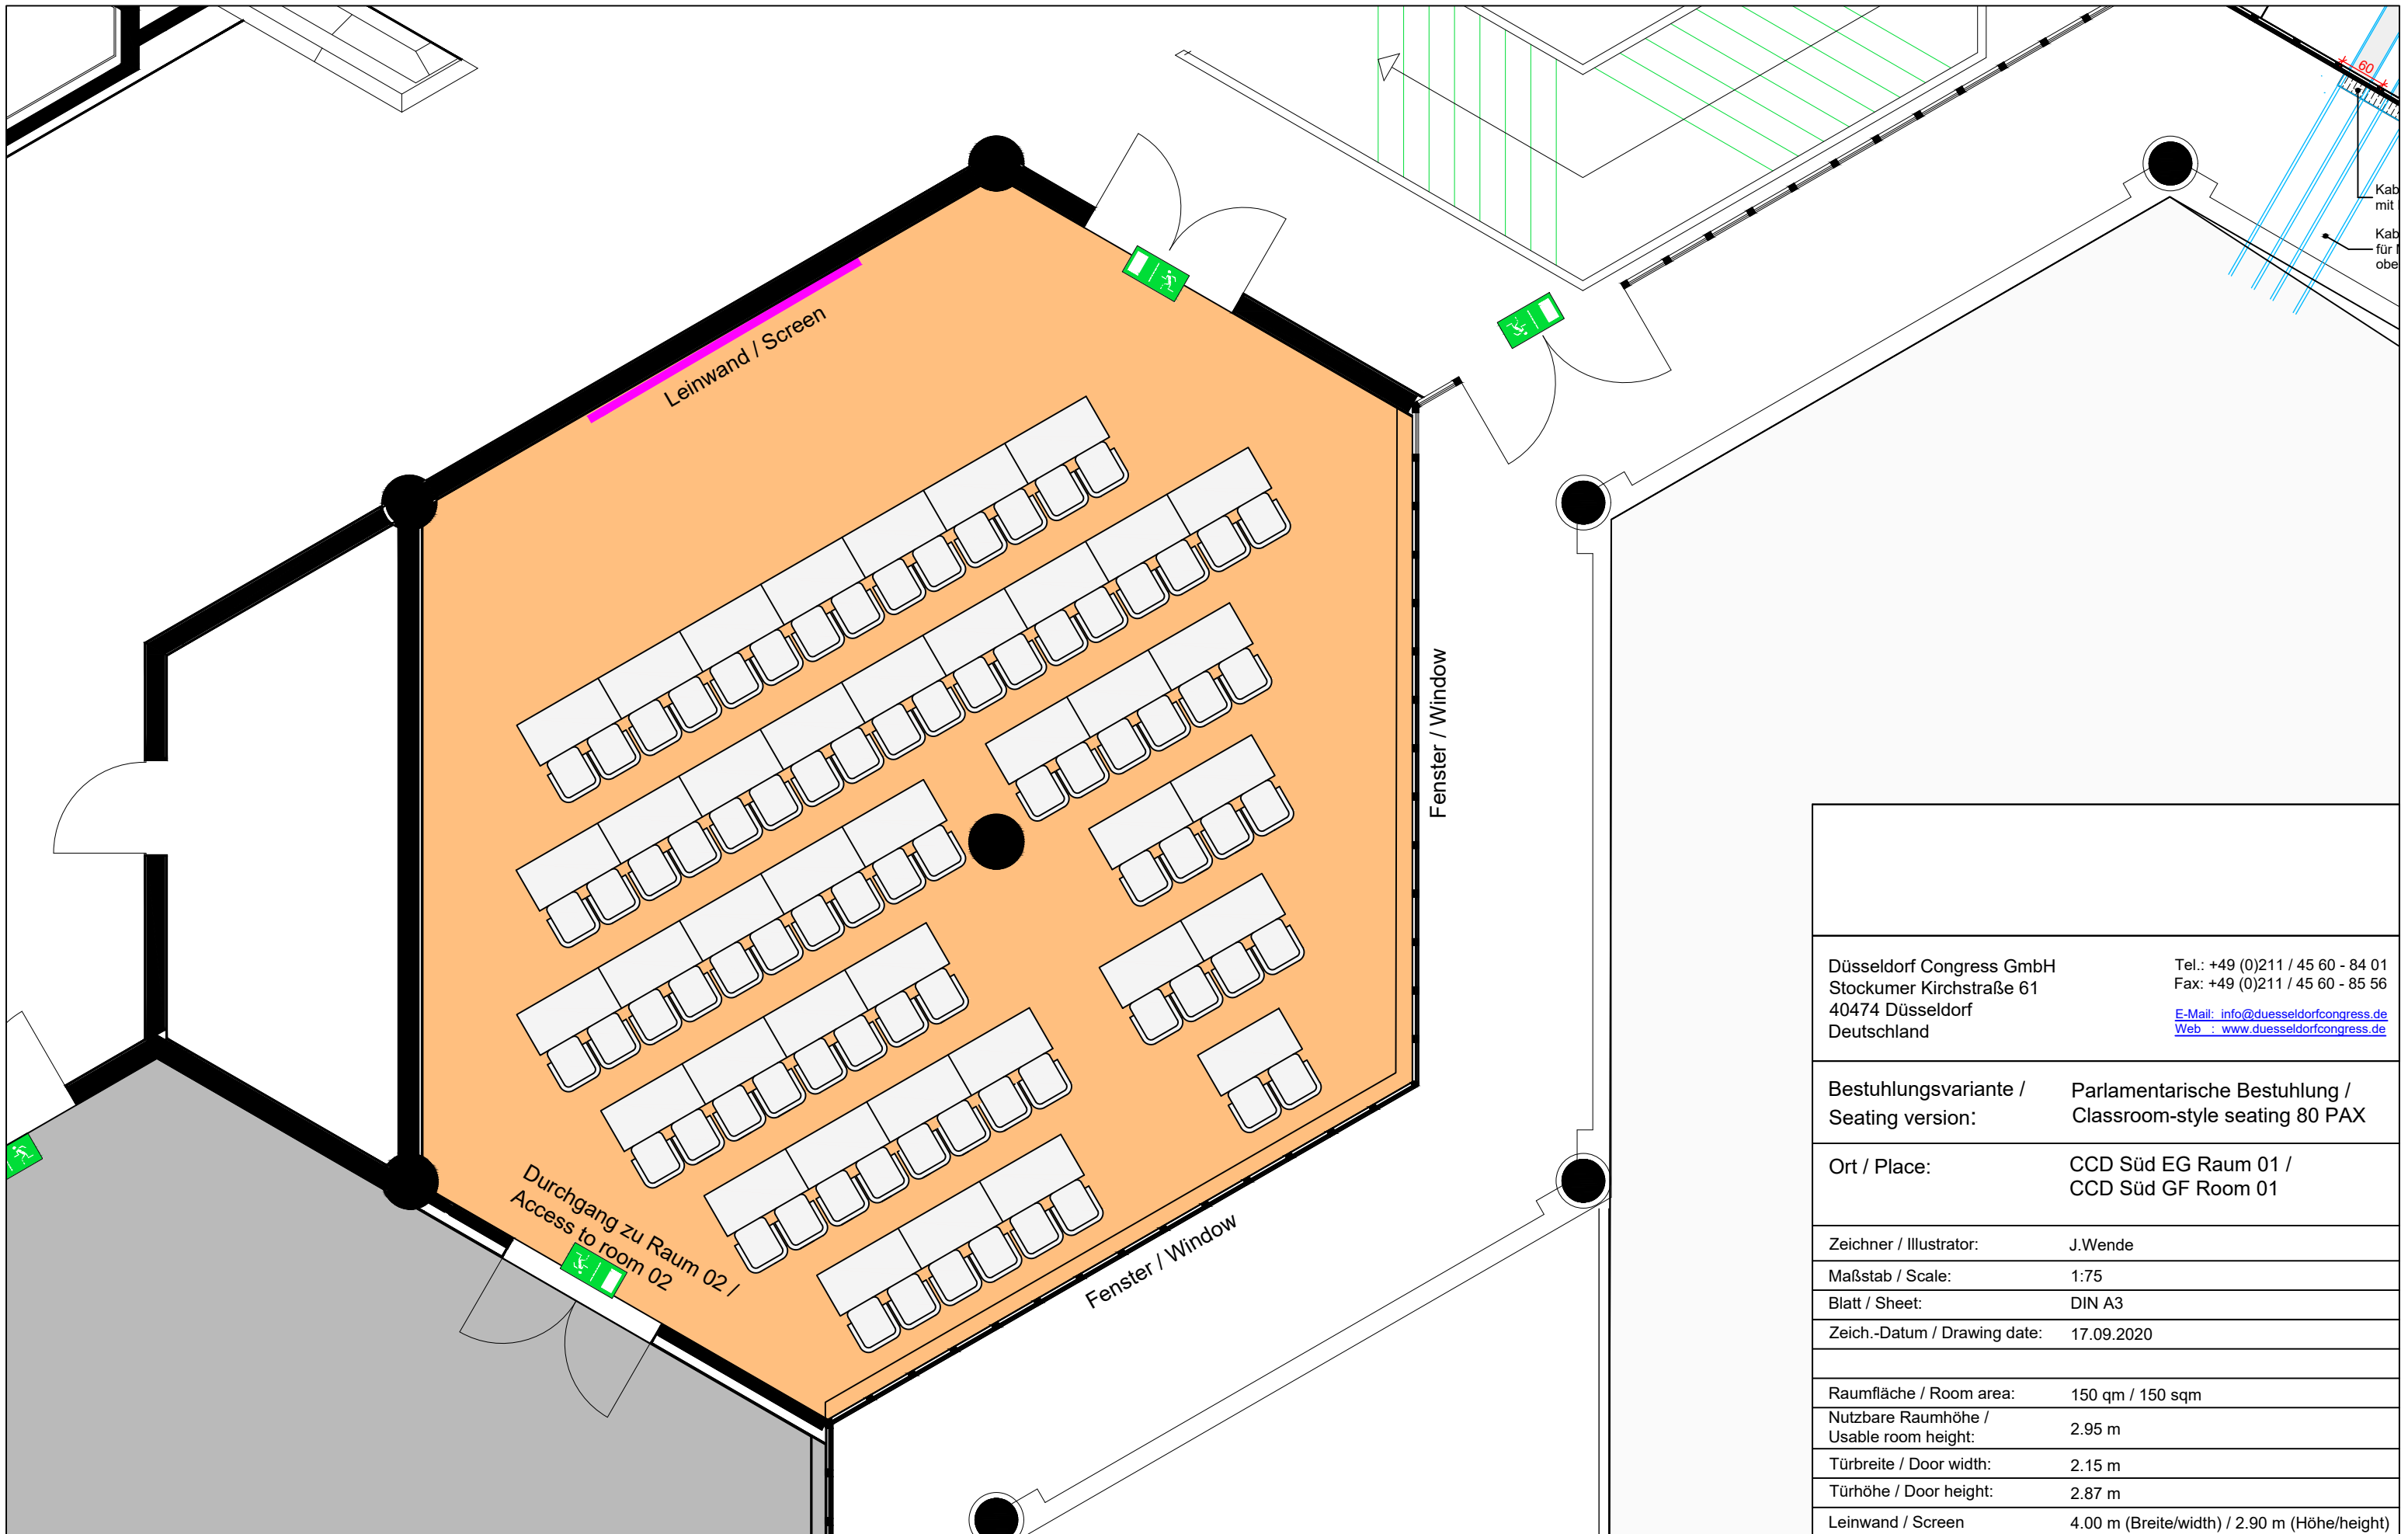 60
Kab
mit
Kab
für
obe
Leinwand / Screen
Fenster / Window
Durchgang zu Raum 02 /
Access to room 02
Fenster / Window
Düsseldorf Congress GmbH
Stockumer Kirchstraße 61
40474 Düsseldorf
Deutschland
Tel.: +49 (0)211 / 45 60 - 84 01
Fax: +49 (0)211 / 45 60 - 85 56
E-Mail: info@duesseldorfcongress.de
Web : www.duesseldorfcongress.de
Bestuhlungsvariante /
Seating version:
Parlamentarische Bestuhlung /
Classroom-style seating 80 PAX
Ort / Place:
CCD Süd EG Raum 01 /
CCD Süd GF Room 01
Zeichner / Illustrator: J.Wende
Maßstab / Scale: 1:75
Blatt / Sheet: DIN A3
Zeich.-Datum / Drawing date: 17.09.2020
Raumfläche / Room area: 150 qm / 150 sqm
Nutzbare Raumhöhe /
Usable room height: 2.95 m
Türbreite / Door width: 2.15 m
Türhöhe / Door height: 2.87 m
Leinwand / Screen 4.00 m (Breite/width) / 2.90 m (Höhe/height)